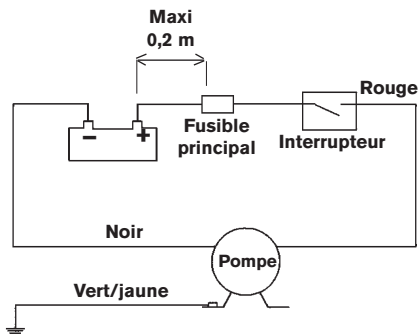 Maxi
0,2 m
Rouge
− +
Fusible
principal
Interrupteur
Noir
Pompe
Vert/jaune